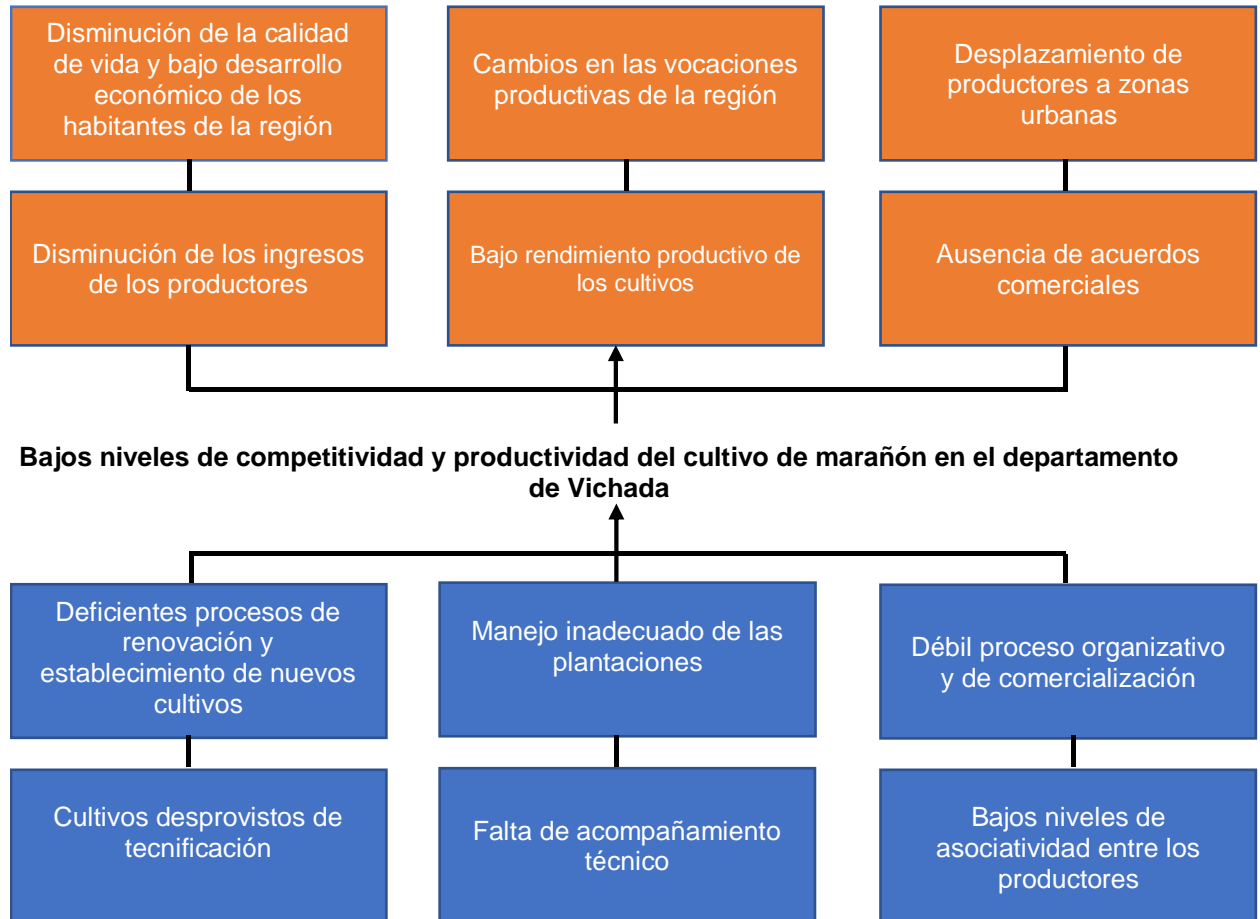 Disminución de la calidad
de vida y bajo desarrollo
económico de los
habitantes de la región
Cambios en las vocaciones
productivas de la región
Desplazamiento de
productores a zonas
urbanas
Disminución de los ingresos
de los productores
Bajo rendimiento productivo de
los cultivos
Ausencia de acuerdos
comerciales
Bajos niveles de competitividad y productividad del cultivo de marañón en el departamento
de Vichada
Deficientes procesos de
renovación y
establecimiento de nuevos
cultivos
Manejo inadecuado de las
plantaciones
Débil proceso organizativo
y de comercialización
Cultivos desprovistos de
tecnificación
Falta de acompañamiento
técnico
Bajos niveles de
asociatividad entre los
productores